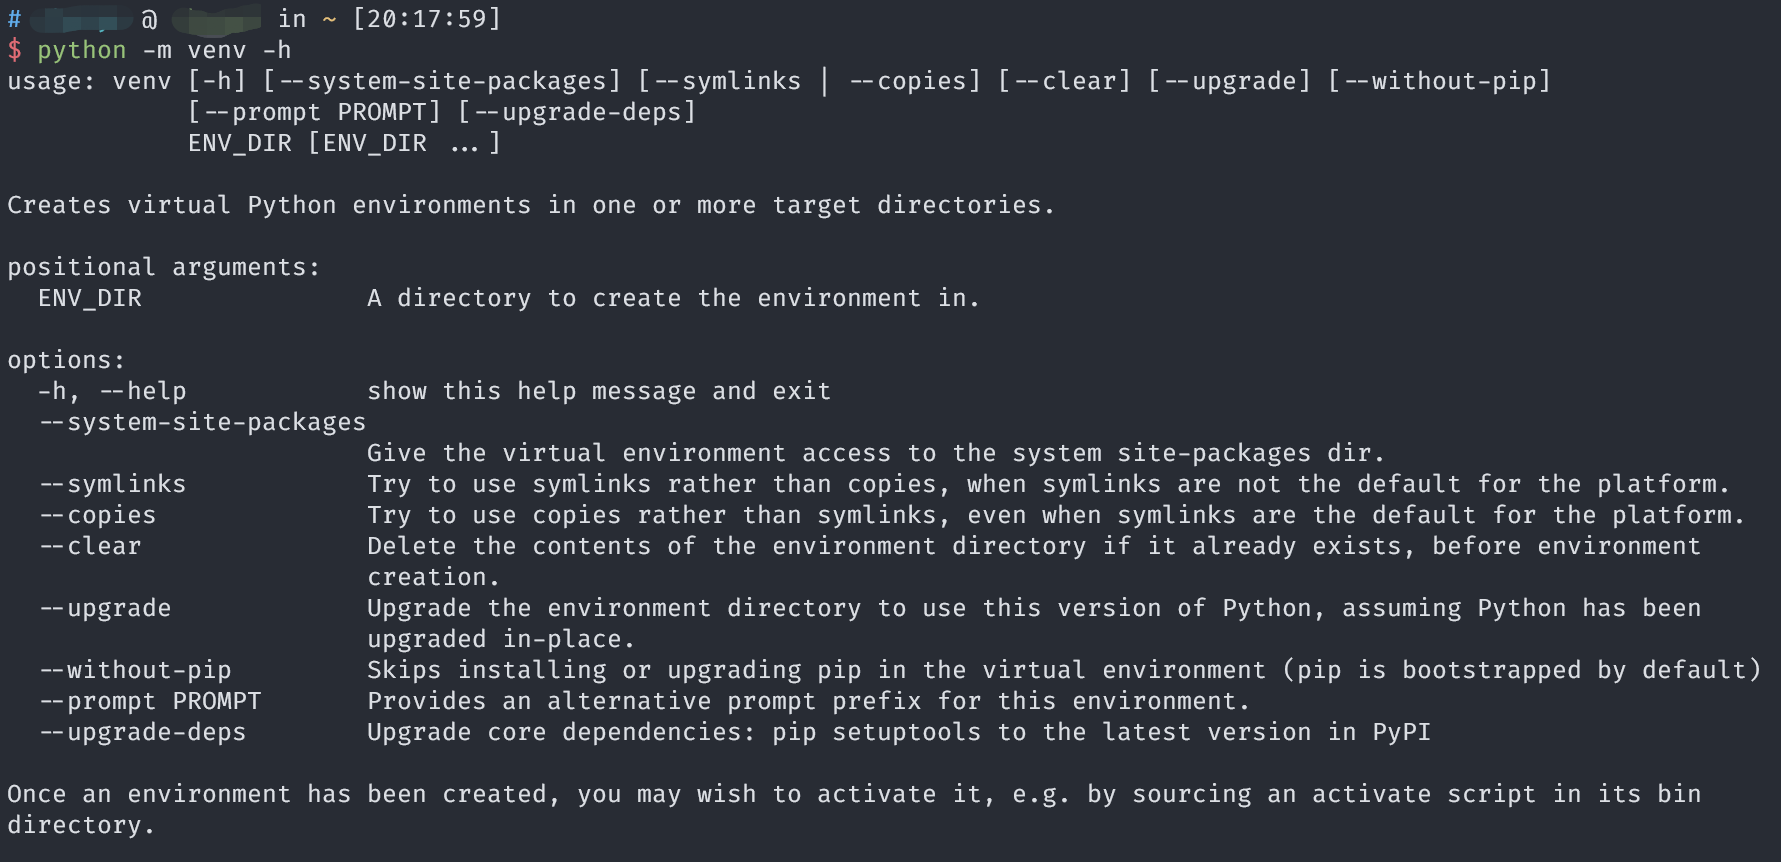 # @ in ~ [20:17:59]
$ python -m venv -h
usage: venv [-h] [--system-site-packages] [--symlinks | --copies] [--clear] [--upgrade] [--without-pip]
            [--prompt PROMPT] [--upgrade-deps]
            ENV_DIR [ENV_DIR ...]

Creates virtual Python environments in one or more target directories.

positional arguments:
  ENV_DIR               A directory to create the environment in.

options:
  -h, --help            show this help message and exit
  --system-site-packages
                        Give the virtual environment access to the system site-packages dir.
  --symlinks            Try to use symlinks rather than copies, when symlinks are not the default for the platform.
  --copies              Try to use copies rather than symlinks, even when symlinks are the default for the platform.
  --clear               Delete the contents of the environment directory if it already exists, before environment
                        creation.
  --upgrade             Upgrade the environment directory to use this version of Python, assuming Python has been
                        upgraded in-place.
  --without-pip         Skips installing or upgrading pip in the virtual environment (pip is bootstrapped by default)
  --prompt PROMPT       Provides an alternative prompt prefix for this environment.
  --upgrade-deps        Upgrade core dependencies: pip setuptools to the latest version in PyPI

Once an environment has been created, you may wish to activate it, e.g. by sourcing an activate script in its bin
directory.